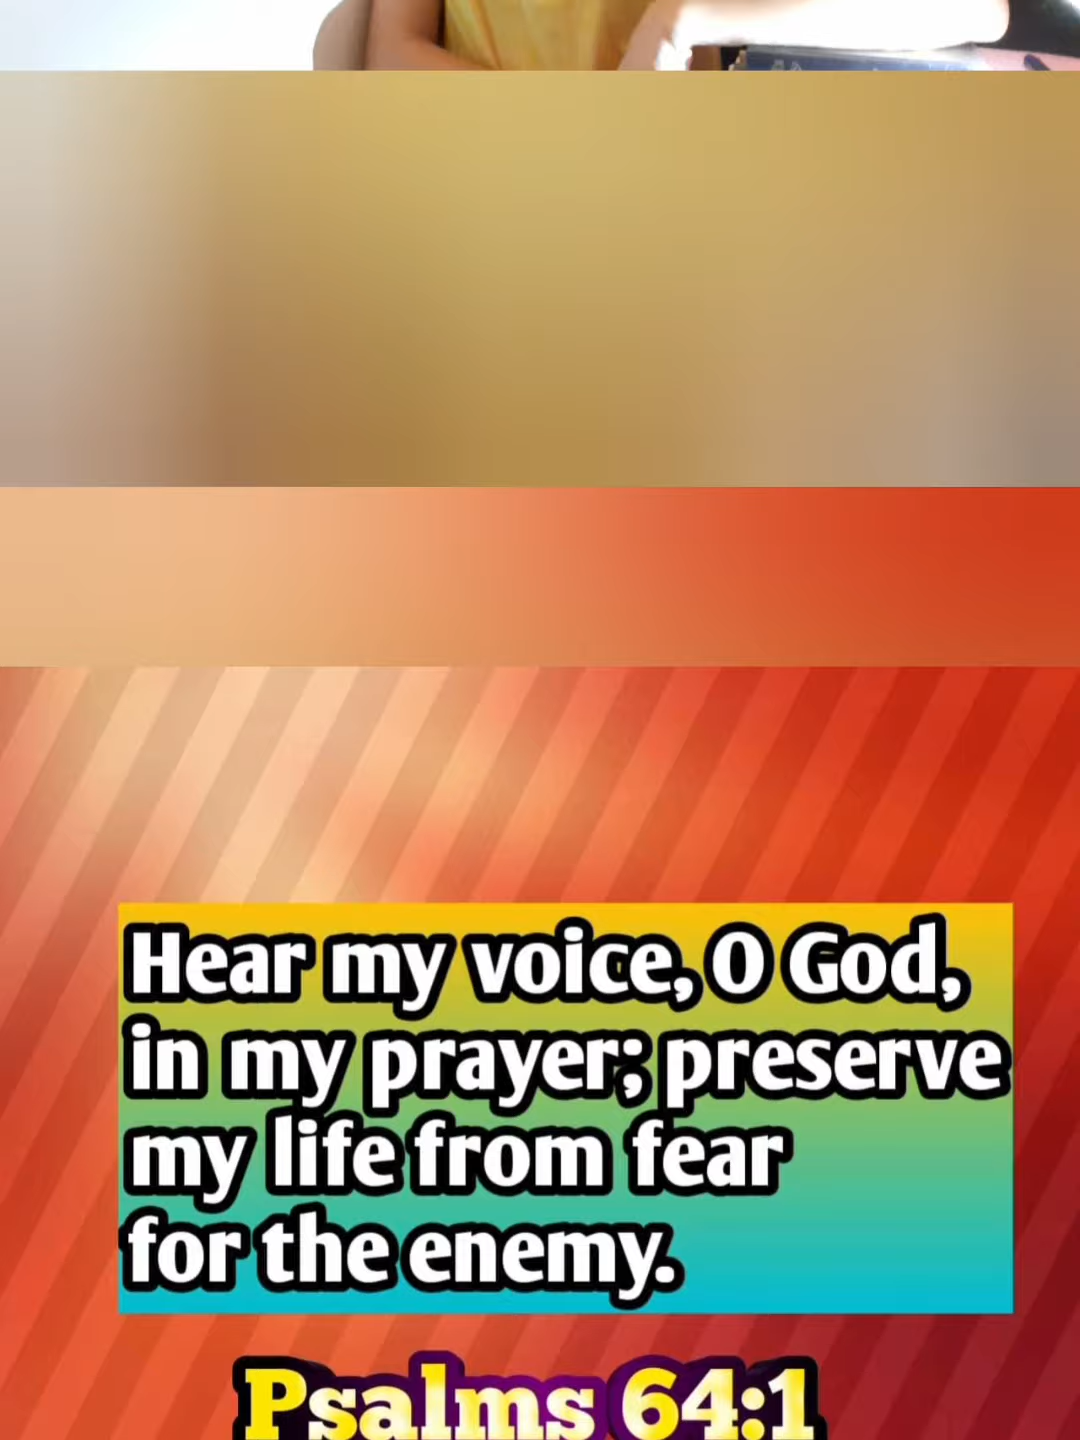 Hear my voice, O God,
in my prayer; preserve
my life from fear
for the enemy.
Psalms 64:1